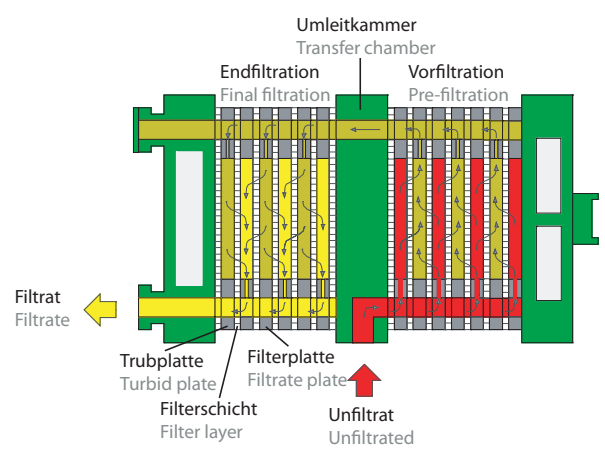 Umleitkammer
Transfer chamber
Endfiltration
Final filtration
Vorfiltration
Pre-filtration
Filtrat
Filtrate
Trubplatte
Turbid plate
Filterplatte
Filtrate plate
Filterschicht
Filter layer
Unfiltrat
Unfiltrated